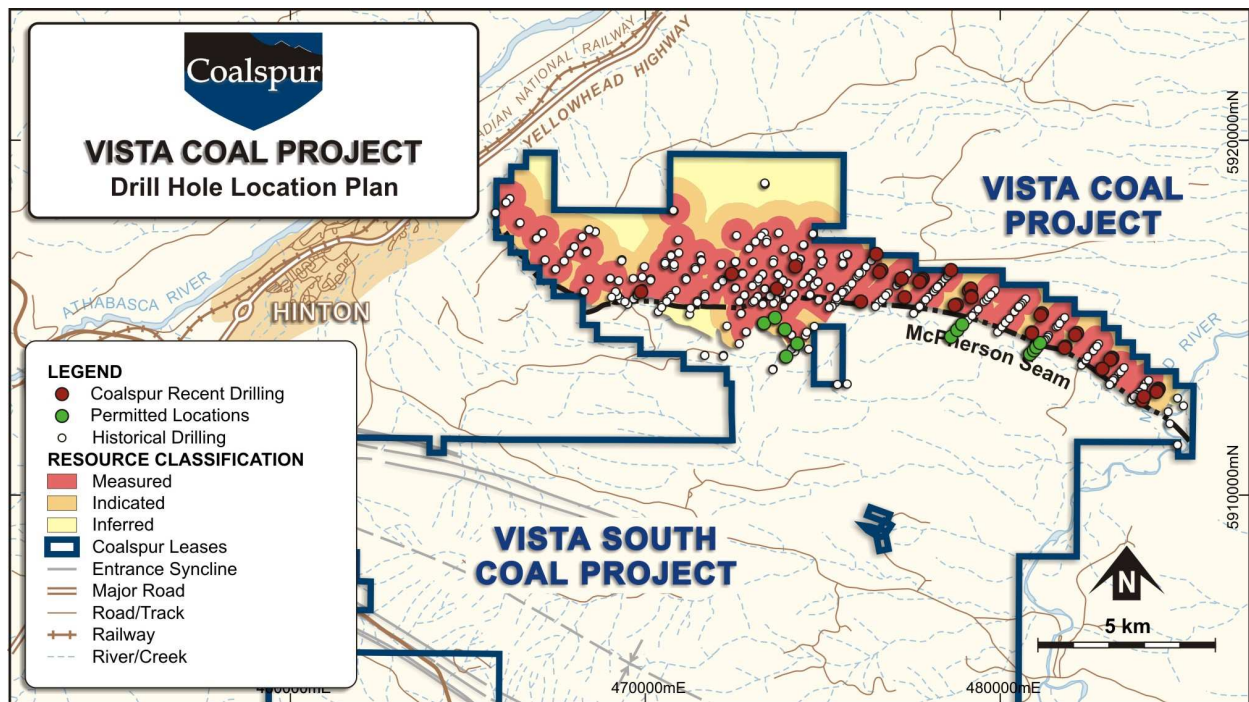 Coalspur
VISTA COAL PROJECT
Drill Hole Location Plan
ADIAN NATIONAL RAILWAY
YELLOWHEAD HIGHWAY
5920000mN
VISTA COAL
PROJECT
ATHABASCA RIVER
HINTON
McPherson Seam
RIVER
LEGEND
Coalspur Recent Drilling
Permitted Locations
Historical Drilling
RESOURCE CLASSIFICATION
Measured
Indicated
Inferred
Coalspur Leases
Entrance Syncline
Major Road
Road/Track
Railway
River/Creek
5910000mN
VISTA SOUTH
COAL PROJECT
N
5 km
470000mE
480000mE